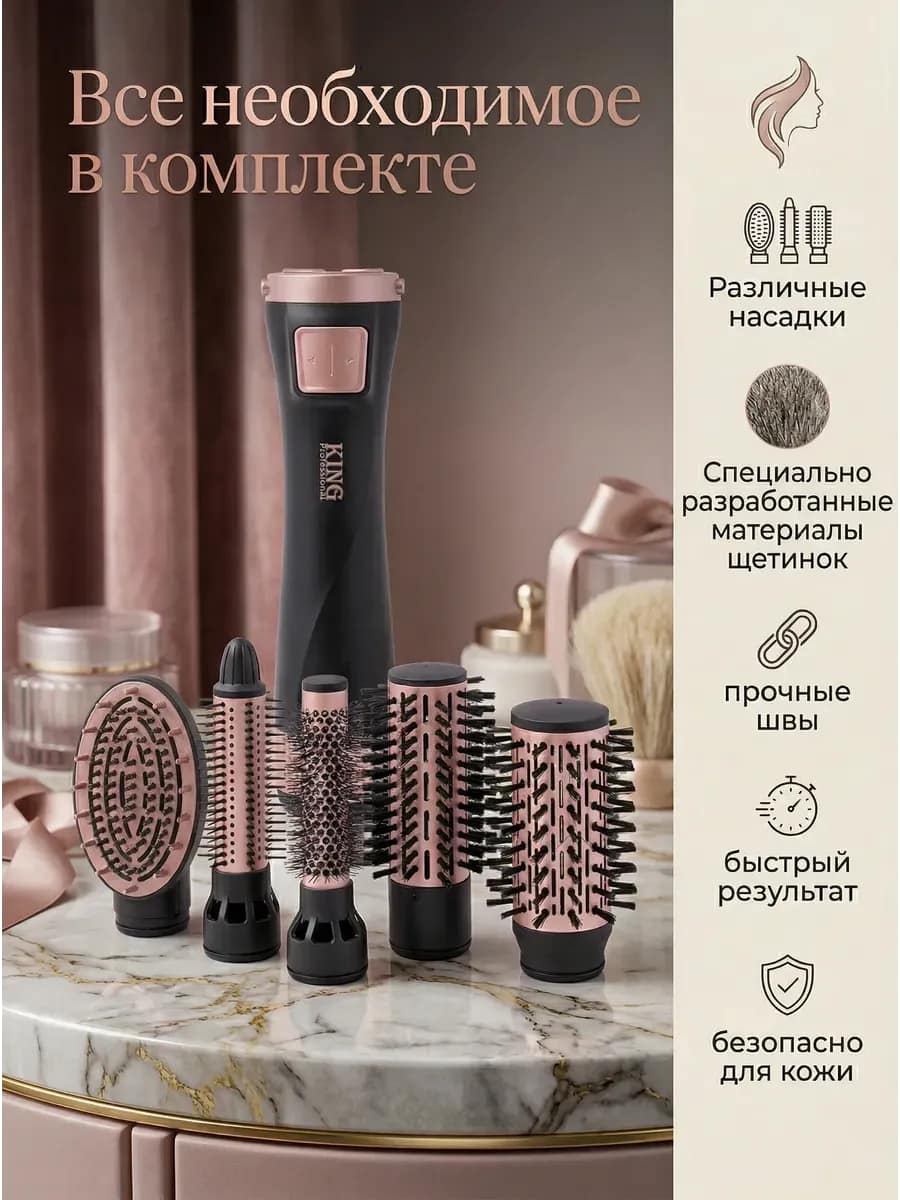 Все необходимое
в комплекте
KING
Professional
Различные
насадки
Специально
разработанные
материалы
щетинок
прочные
швы
быстрый
результат
безопасно
для кожи